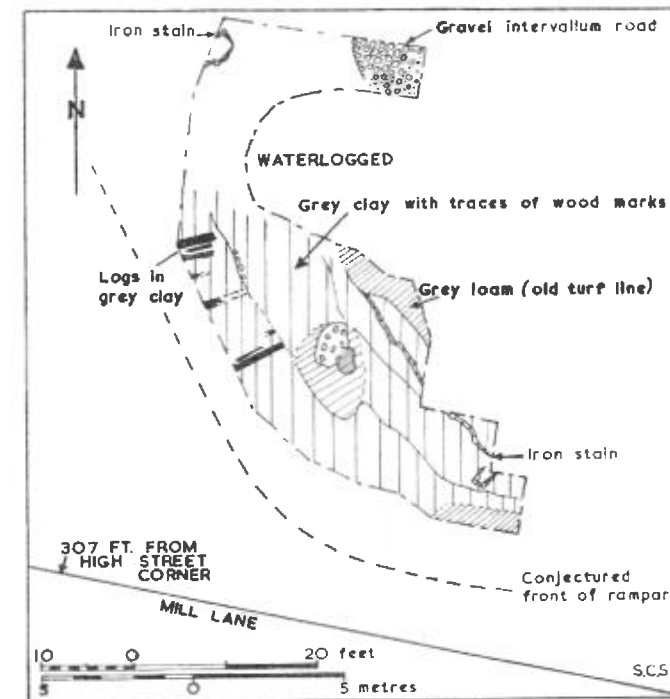 Iron stain
Gravel intervallum road
N
WATERLOGGED
Grey clay with traces of wood marks
Logs in
grey clay
Grey loam (old turf line)
Iron stain
307 FT. FROM
HIGH STREET
CORNER
Conjectured
front of rampar
MILL LANE
10 0 20 feet
5 0 5 metres
S.C.S